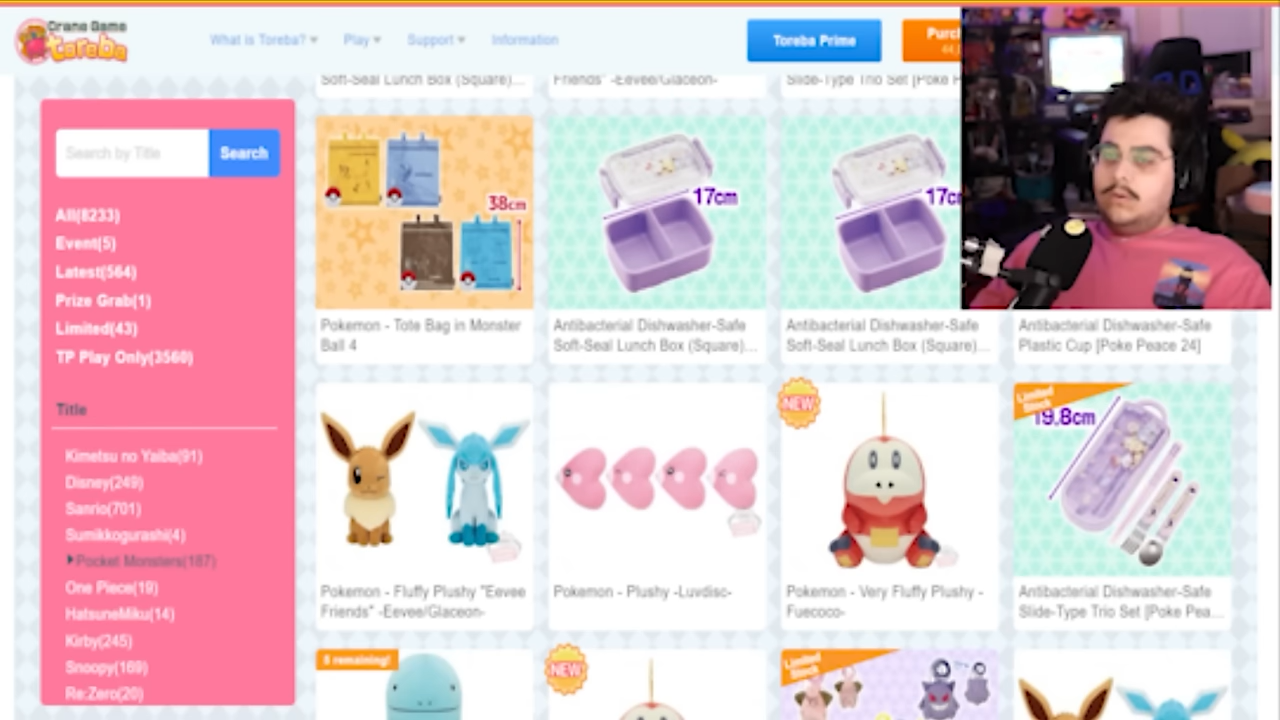 Crane Game
toreba
What is Toreba?
Play
Support
Information
Toreba Prime
Soft-Seal Lunch Box (Square)...
Friends" -Eevee/Glaceon-
Slide-Type Trio Set [Poke P
Search by Title
Search
All(8233)
Event(5)
Latest(564)
Prize Grab(1)
Limited(43)
TP Play Only(3560)
Title
Kimetsu no Yaiba(91)
Disney(249)
Sanrio(701)
Sumikkogurashi(4)
Pocket Monsters(187)
One Piece(19)
HatsuneMiku(14)
Kirby(245)
Snoopy(169)
Re:Zero(20)
38cm
17cm
17c
Pokemon - Tote Bag in Monster
Ball 4
Antibacterial Dishwasher-Safe
Soft-Seal Lunch Box (Square)...
Antibacterial Dishwasher-Safe
Soft-Seal Lunch Box (Square)...
Antibacterial Dishwasher-Safe
Plastic Cup [Poke Peace 24]
NEW!
Limited
Stock
19.8cm
Pokemon - Fluffy Plushy "Eevee
Friends" -Eevee/Glaceon-
Pokemon - Plushy -Luvdisc-
Pokemon - Very Fluffy Plushy -
Fuecoco-
Antibacterial Dishwasher-Safe
Slide-Type Trio Set [Poke Pea...
5 remaining!
NEW!
Limited
Stock